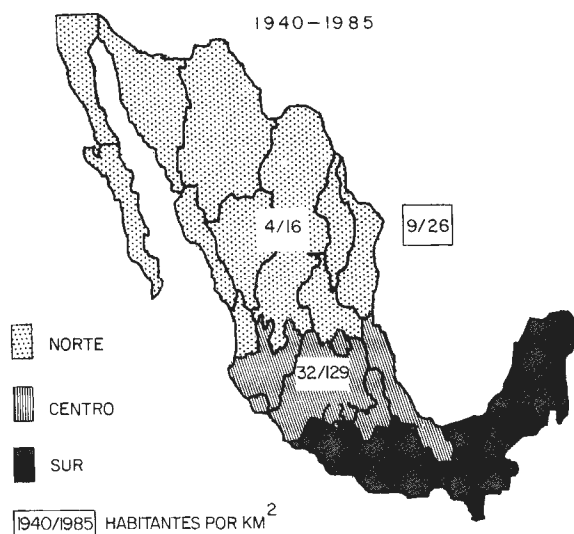 1940-1985
4/16
9/26
32/129
NORTE
CENTRO
SUR
1940/1985 HABITANTES POR KM²